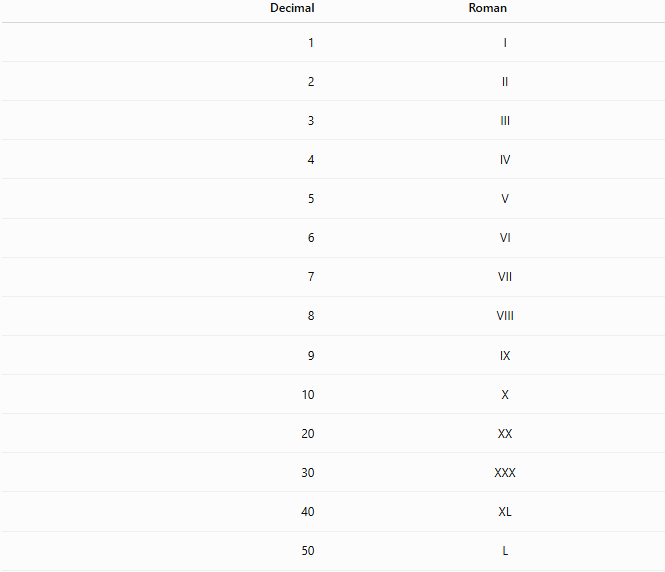 Decimal Roman
1 I
2 II
3 III
4 IV
5 V
6 VI
7 VII
8 VIII
9 IX
10 X
20 XX
30 XXX
40 XL
50 L